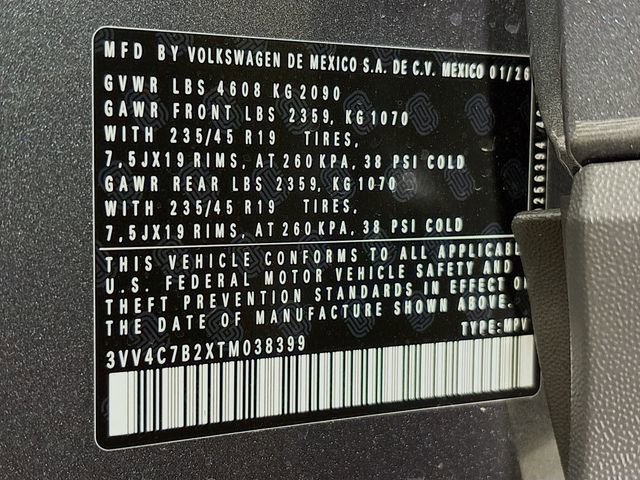 MFD BY VOLKSWAGEN DE MEXICO S.A. DE C.V. MEXICO 01/26
GVWR LBS 4608 KG 2090
GAWR FRONT LBS 2359, KG 1070
WITH 235/45 R19 TIRES,
7,5JX19 RIMS, AT 260 KPA, 38 PSI COLD
GAWR REAR LBS 2359, KG 1070
WITH 235/45 R19 TIRES,
7,5JX19 RIMS, AT 260 KPA, 38 PSI COLD
THIS VEHICLE CONFORMS TO ALL APPLICABL
U.S. FEDERAL MOTOR VEHICLE SAFETY AND
THEFT PREVENTION STANDARDS IN EFFECT O
THE DATE OF MANUFACTURE SHOWN ABOVE.
TYPE: MPV
3VV4C7B2XTM038399